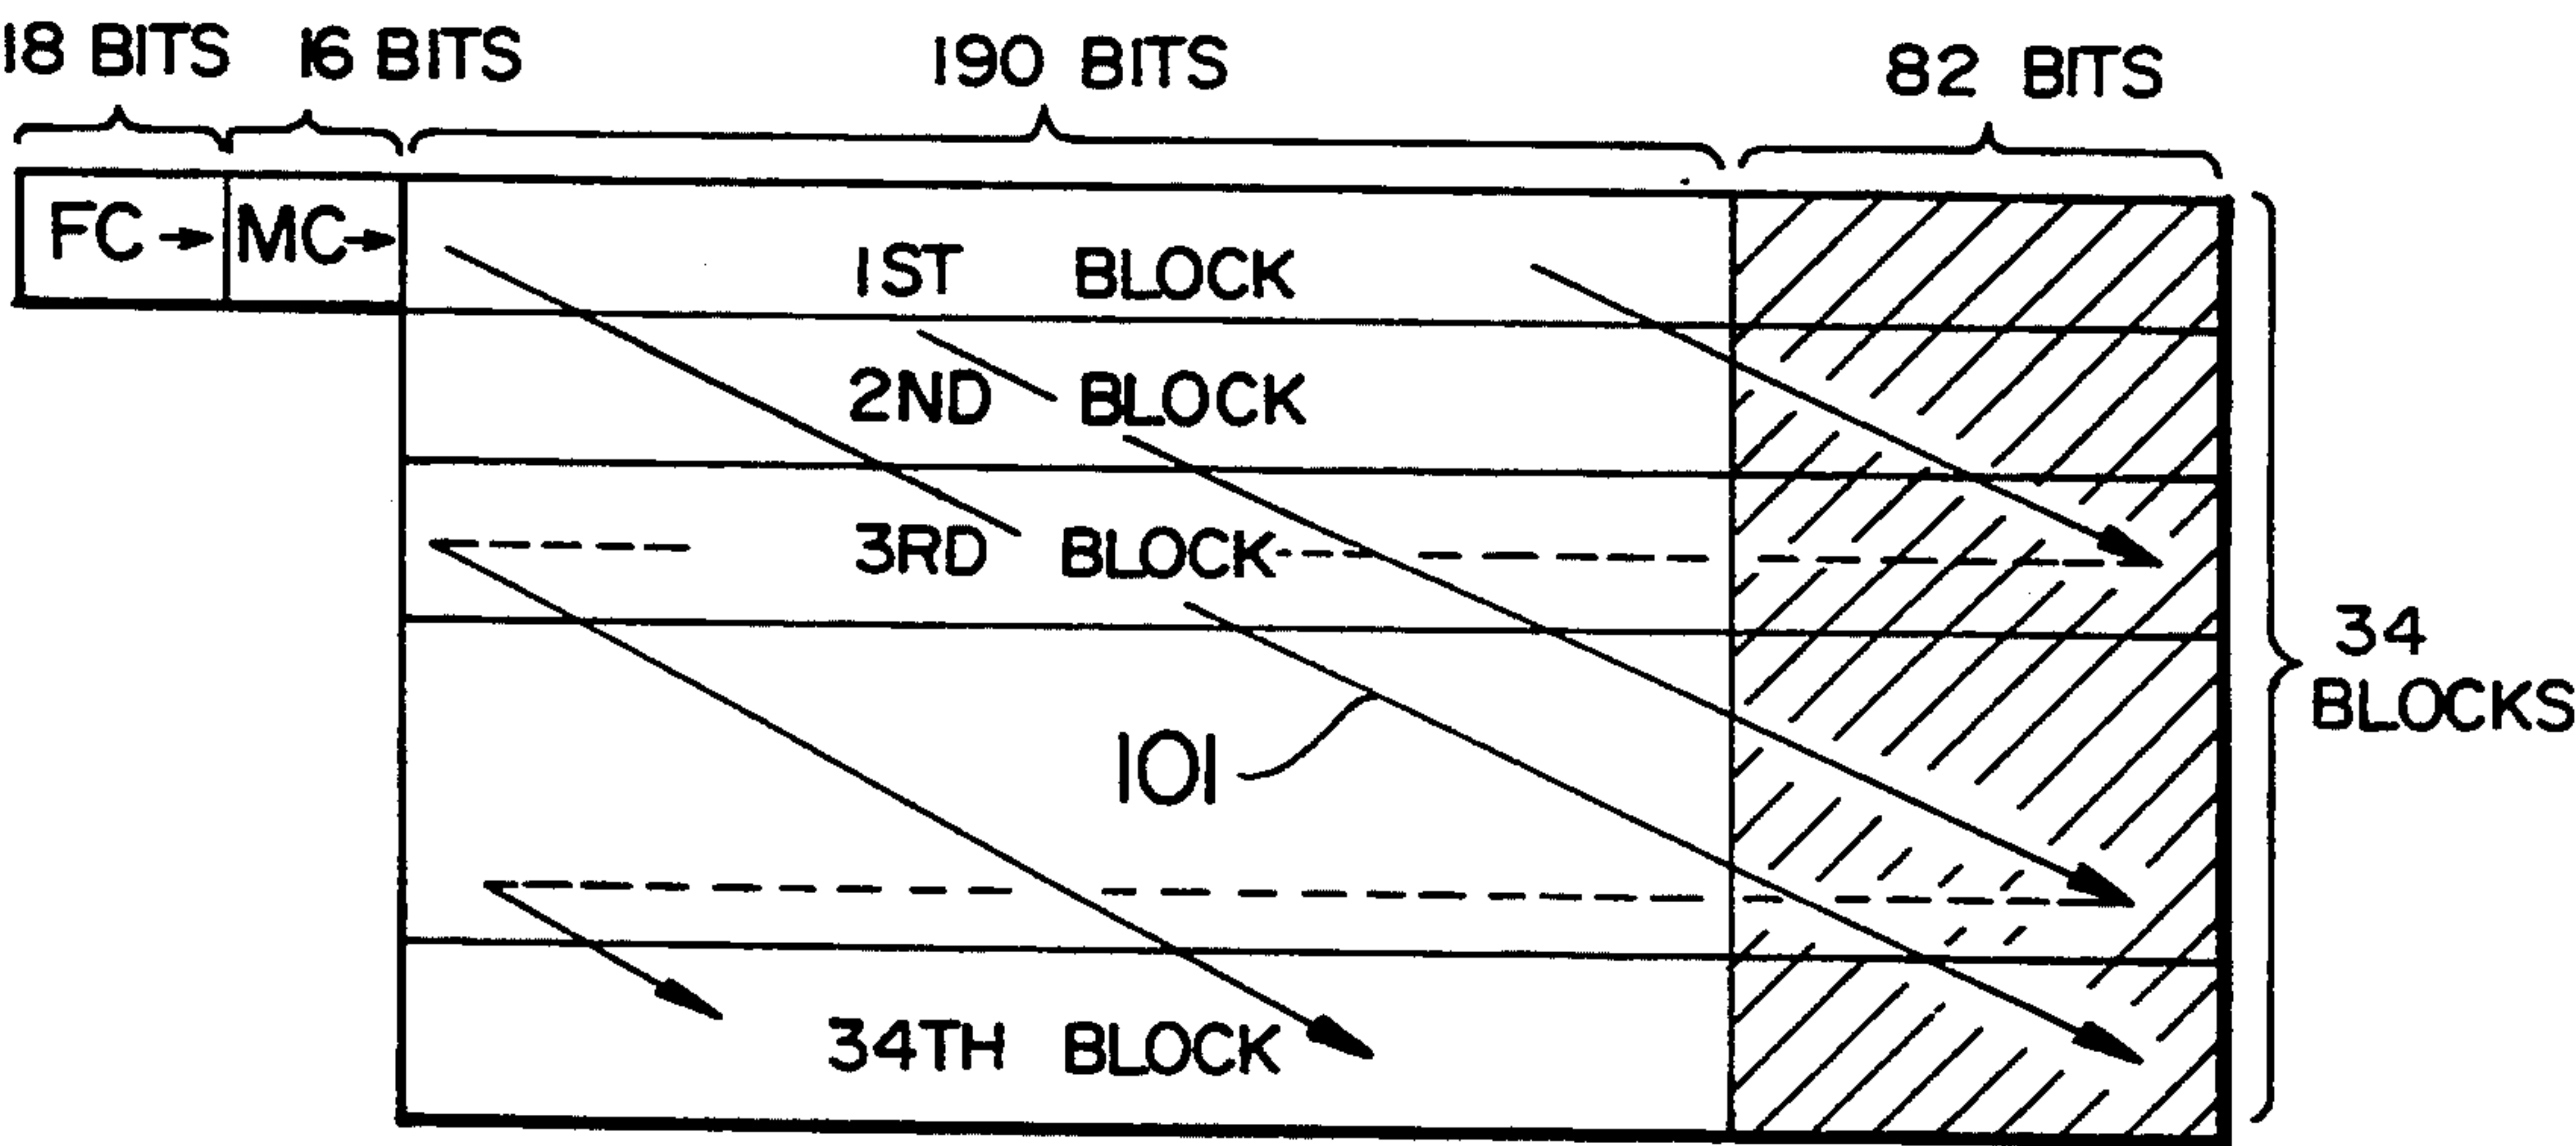 18 BITS
16 BITS
190 BITS
82 BITS
FC
MC
1ST BLOCK
2ND BLOCK
3RD BLOCK
34
BLOCKS
101
34TH BLOCK